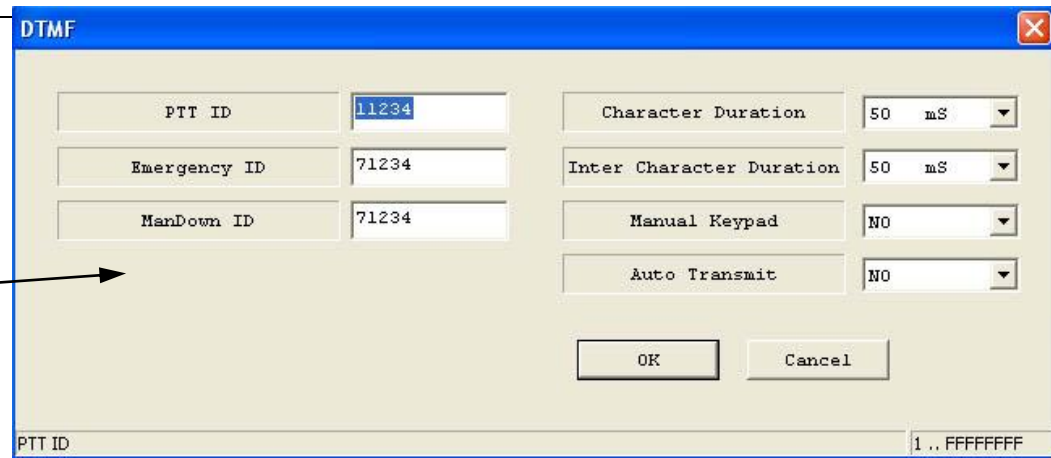 DTMF
PTT ID 11234 Character Duration 50 mS
Emergency ID 71234 Inter Character Duration 50 mS
ManDown ID 71234 Manual Keypad NO
Auto Transmit NO
OK Cancel
PTT ID 1 .. FFFFFFFF